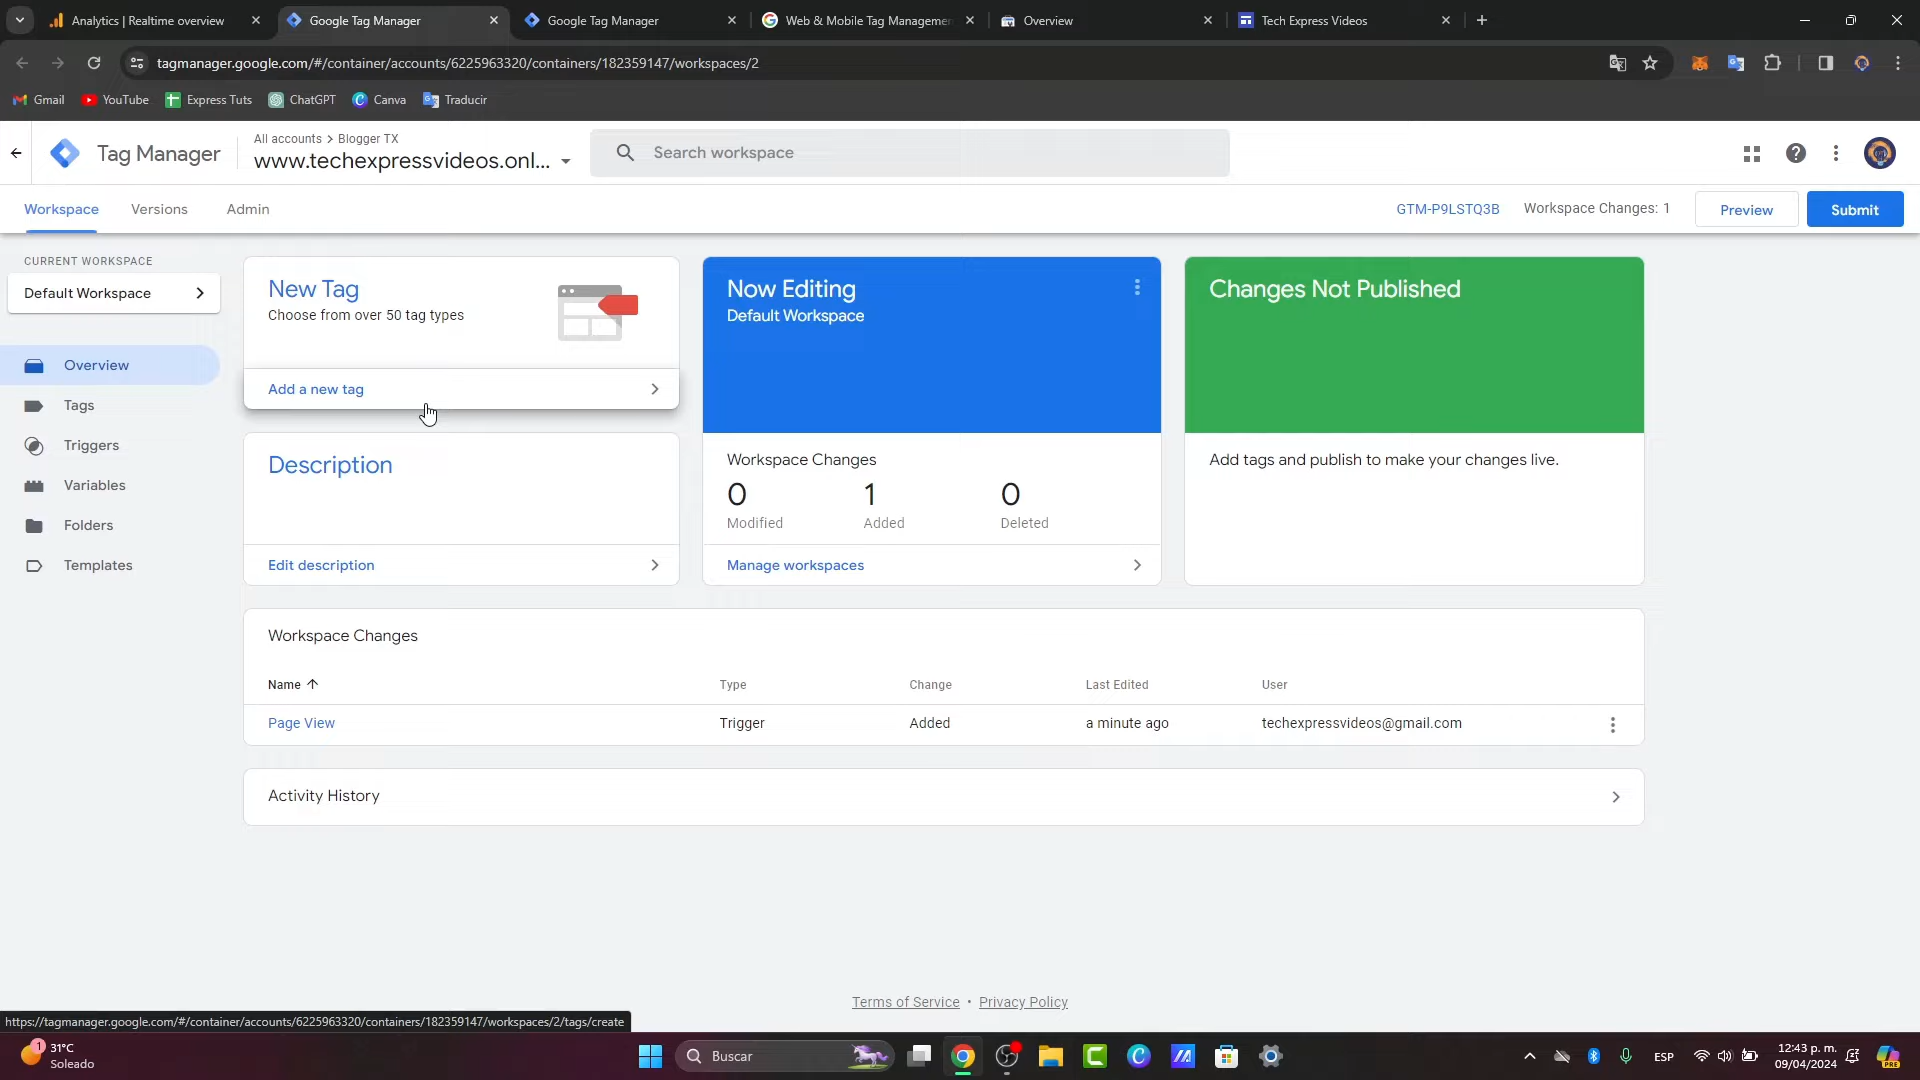 Analytics | Realtime overview
Google Tag Manager
Google Tag Manager
Web & Mobile Tag Managemen
Overview
Tech Express Videos
tagmanager.google.com/#/container/accounts/6225963320/containers/182359147/workspaces/2
Gmail
YouTube
Express Tuts
ChatGPT
Canva
Traducir
Tag Manager
All accounts > Blogger TX
www.techexpressvideos.onl...
Search workspace
Workspace
Versions
Admin
GTM-P9LSTQ3B
Workspace Changes: 1
Preview
Submit
CURRENT WORKSPACE
Default Workspace
Overview
Tags
Triggers
Variables
Folders
Templates
New Tag
Choose from over 50 tag types
Add a new tag
Description
Edit description
Now Editing
Default Workspace
Workspace Changes
0 1 0
Modified Added Deleted
Manage workspaces
Changes Not Published
Add tags and publish to make your changes live.
Workspace Changes
Name Type Change Last Edited User
Page View Trigger Added a minute ago techexpressvideos@gmail.com
Activity History
Terms of Service • Privacy Policy
https://tagmanager.google.com/#/container/accounts/6225963320/containers/182359147/workspaces/2/tags/create
1
31°C
Soleado
Buscar
ESP
12:43 p. m.
09/04/2024
PRE